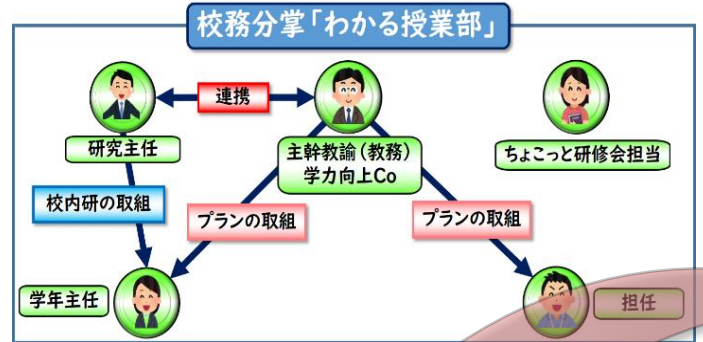 校務分掌「わかる授業部」
連携
研究主任
主幹教諭(教務)
学力向上Co
ちょこっと研修会担当
校内研の取組
プランの取組
プランの取組
学年主任
担任